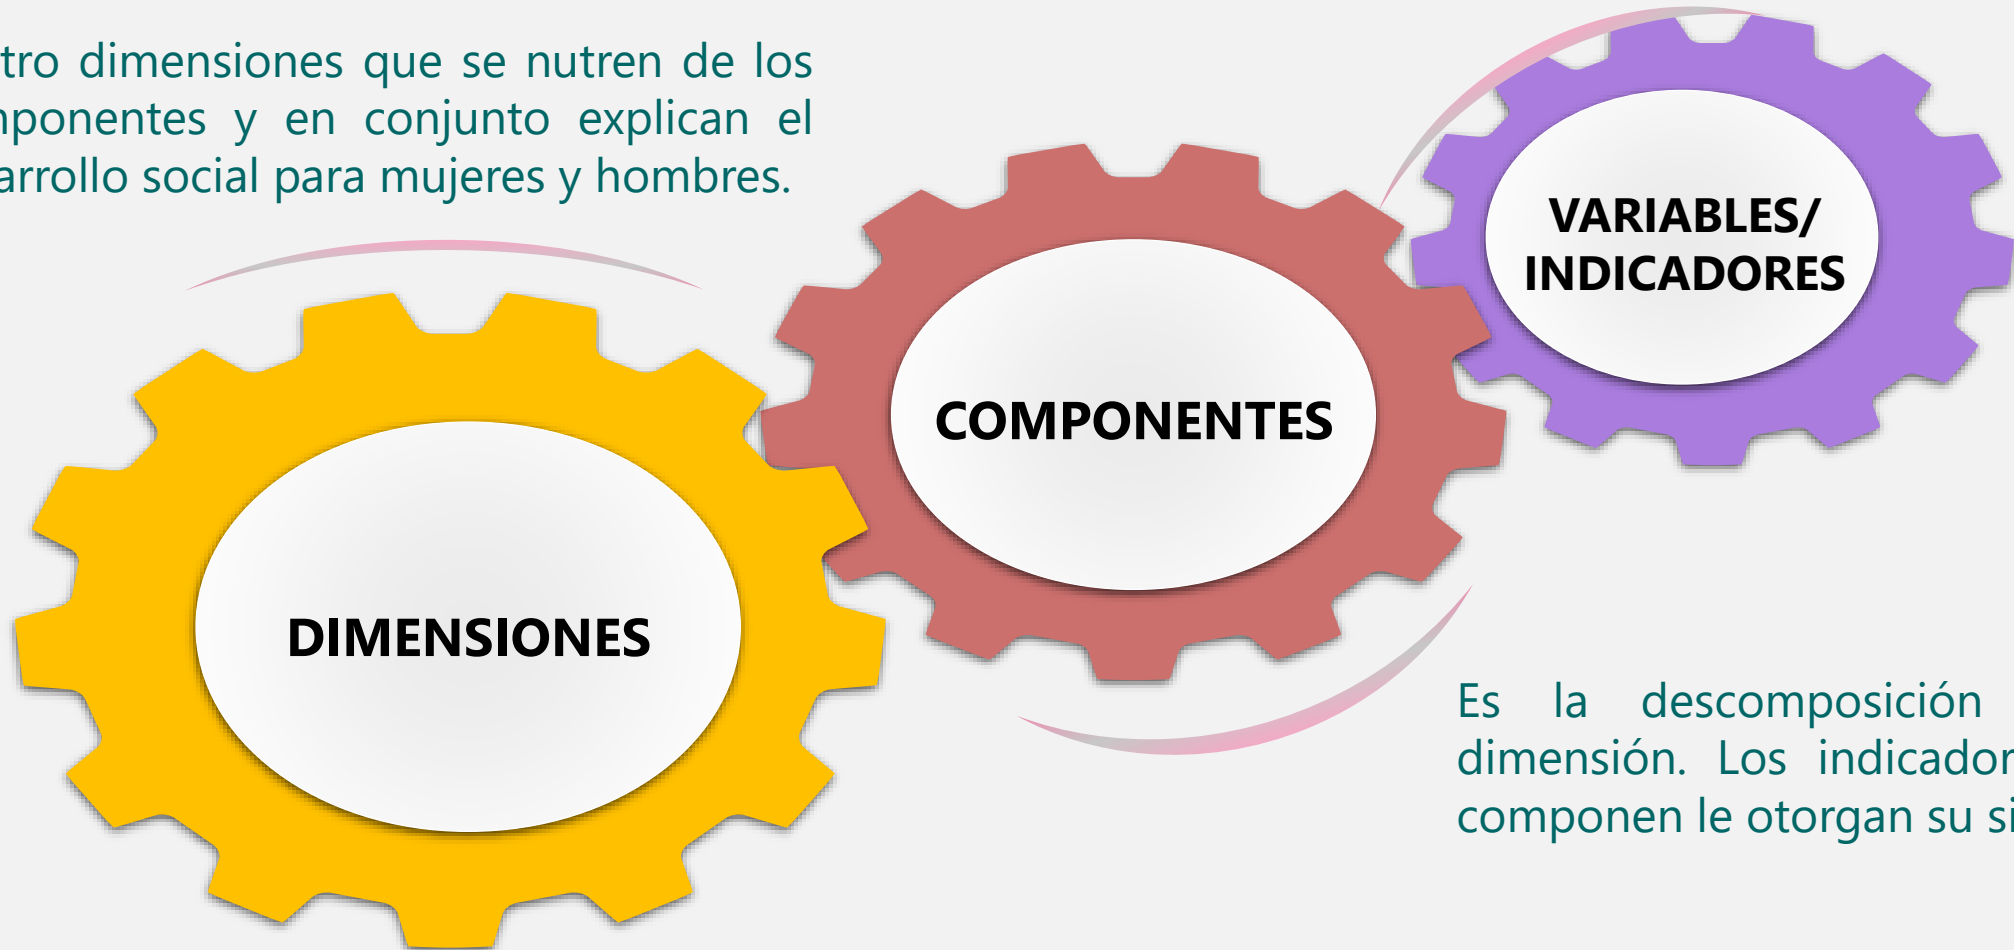 tro dimensiones que se nutren de los
ponentes y en conjunto explican el
arrollo social para mujeres y hombres.
VARIABLES/
INDICADORES
COMPONENTES
DIMENSIONES
Es la descomposición
dimensión. Los indicador
componen le otorgan su si